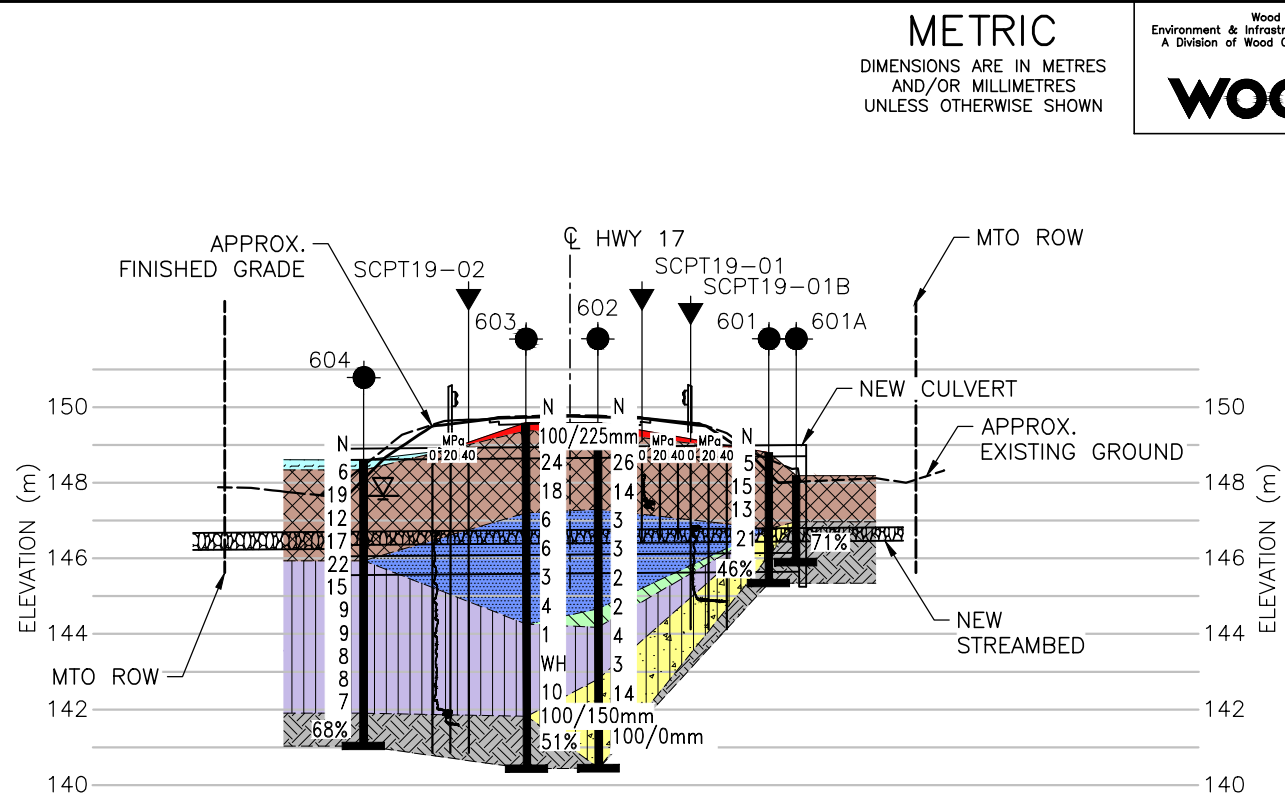 METRIC
DIMENSIONS ARE IN METRES
AND/OR MILLIMETRES
UNLESS OTHERWISE SHOWN
Wood
Environment & Infrastr
A Division of Wood
woo
APPROX.
FINISHED GRADE
℄ HWY 17
MTO ROW
SCPT19-02
SCPT19-01
SCPT19-01B
603
602
601
601A
604
NEW CULVERT
APPROX.
EXISTING GROUND
NEW
STREAMBED
MTO ROW
ELEVATION (m)
150
148
146
144
142
140
N
6
19
12
17
22
15
9
9
8
8
7
68%
MPa
0 20 40
N
100/225mm
24
18
6
6
3
4
1
WH
10
100/150mm
51%
N
26
14
3
3
2
2
4
3
14
100/0mm
MPa
0 20 40
MPa
0 20 40
N
5
15
13
21
46%
71%
150
148
146
144
142
140
ELEVATION (m)